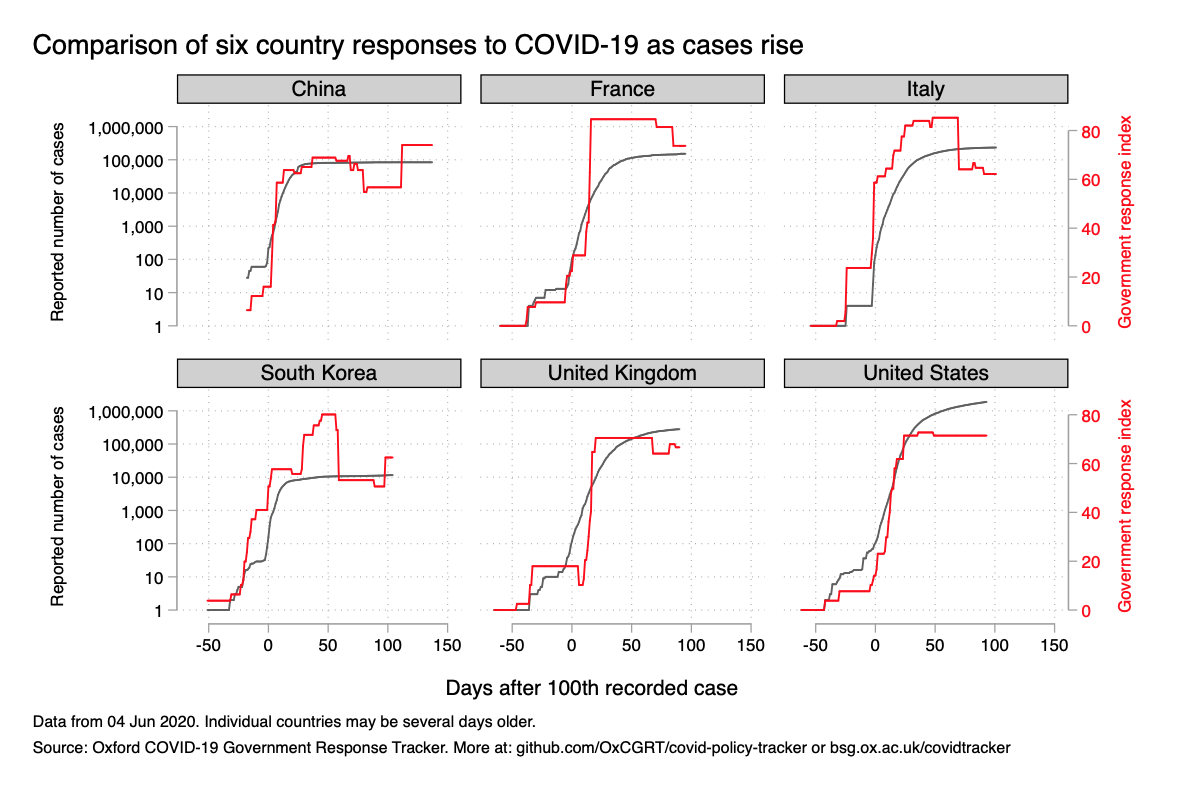 Comparison of six country responses to COVID-19 as cases rise
China
France
Italy
Reported number of cases
1,000,000
100,000
10,000
1,000
100
10
1
80
60
40
20
0
Government response index
South Korea
United Kingdom
United States
Reported number of cases
1,000,000
100,000
10,000
1,000
100
10
1
80
60
40
20
0
Government response index
-50 0 50 100 150
-50 0 50 100 150
-50 0 50 100 150
Days after 100th recorded case
Data from 04 Jun 2020. Individual countries may be several days older.
Source: Oxford COVID-19 Government Response Tracker. More at: github.com/OxCGRT/covid-policy-tracker or bsg.ox.ac.uk/covidtracker